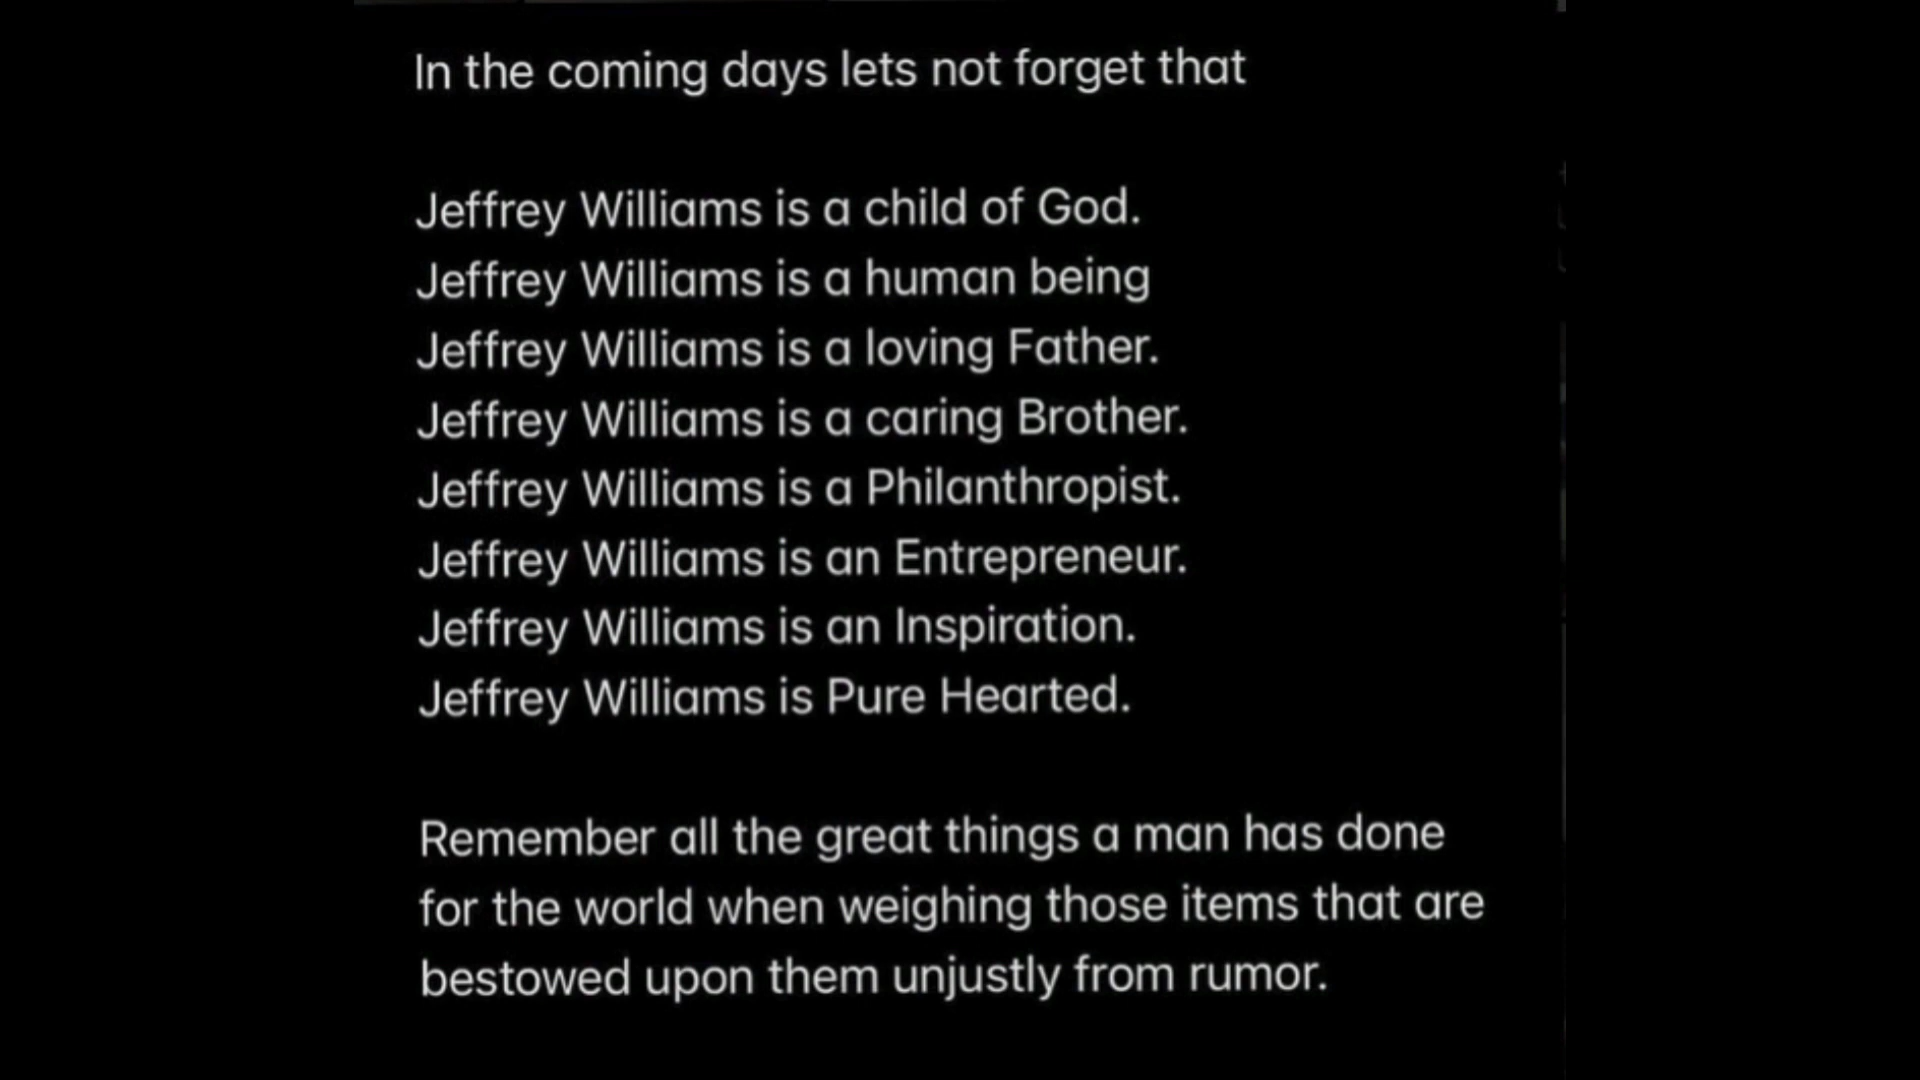 In the coming days lets not forget that
Jeffrey Williams is a child of God.
Jeffrey Williams is a human being
Jeffrey Williams is a loving Father.
Jeffrey Williams is a caring Brother.
Jeffrey Williams is a Philanthropist.
Jeffrey Williams is an Entrepreneur.
Jeffrey Williams is an Inspiration.
Jeffrey Williams is Pure Hearted.
Remember all the great things a man has done
for the world when weighing those items that are
bestowed upon them unjustly from rumor.